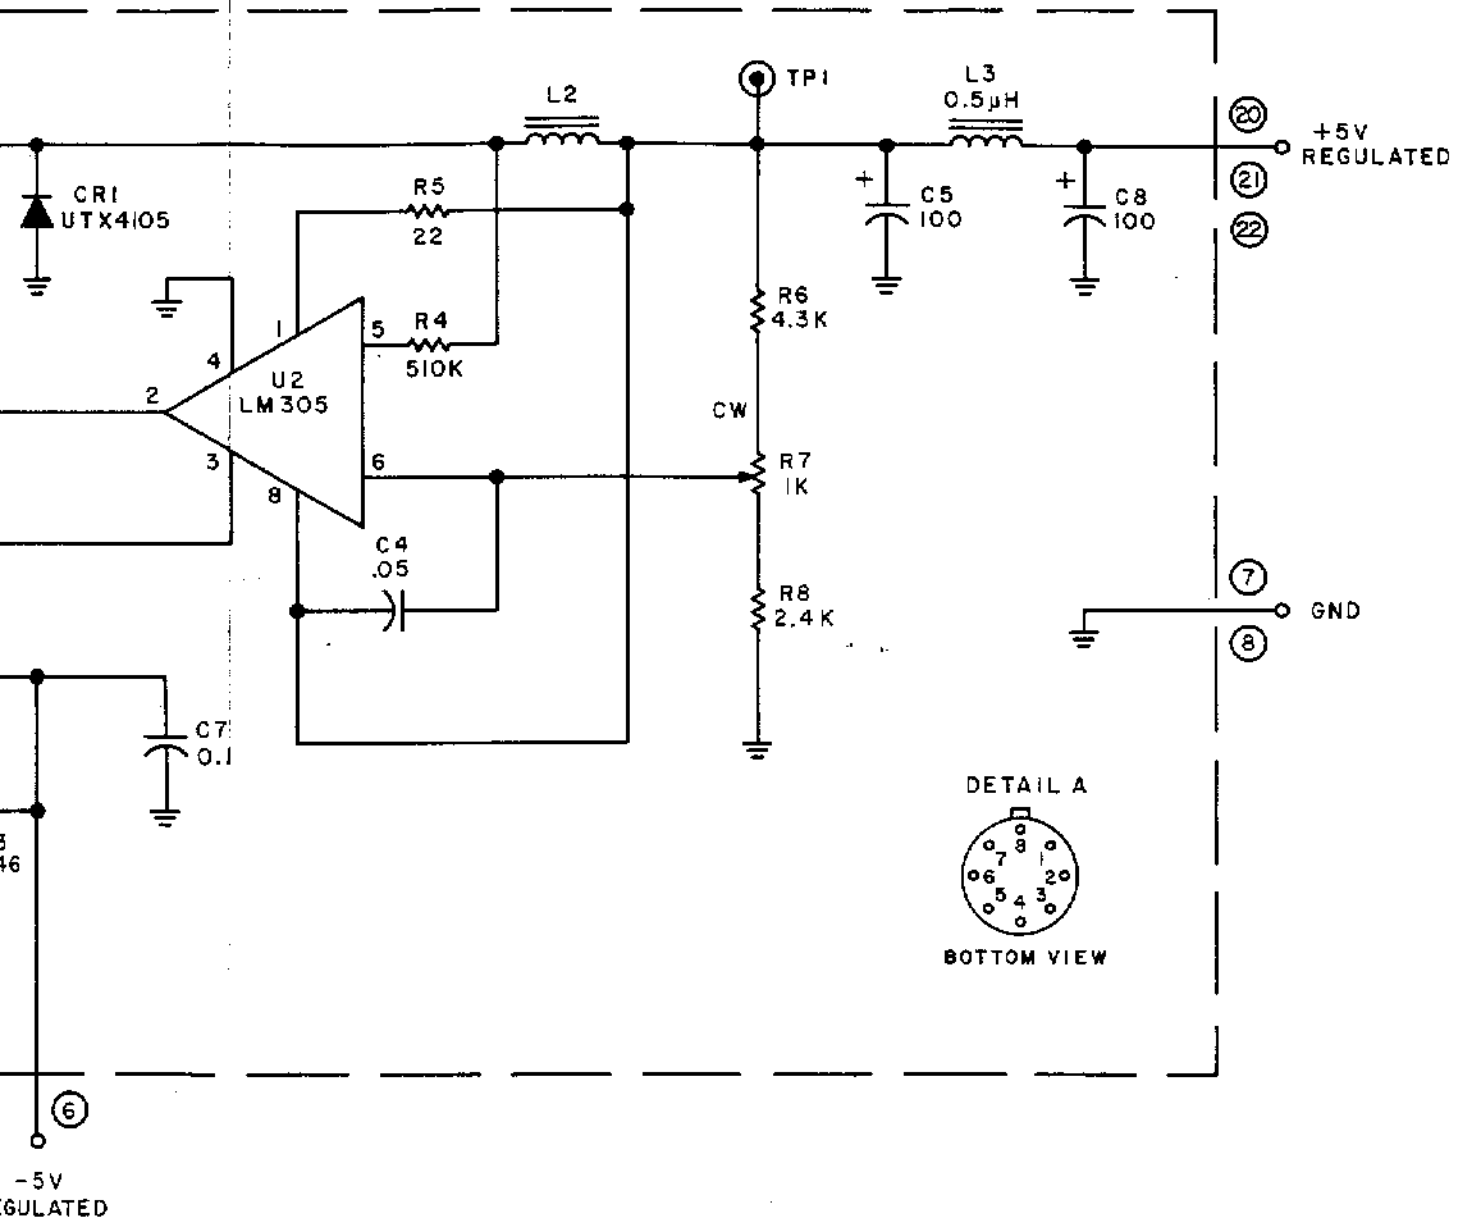 TP1
L3
0.5µH
L2
20
+5V
REGULATED
21
22
CR1
UTX4105
R5
22
+
C5
100
+
C8
100
R6
4.3K
1
5
R4
510K
4
2
U2
LM305
CW
3
6
8
R7
1K
C4
.05
R8
2.4K
7
GND
8
C7
0.1
DETAIL A
8
7
1
6
2
5
4
3
BOTTOM VIEW
46
6
-5V
EGULATED